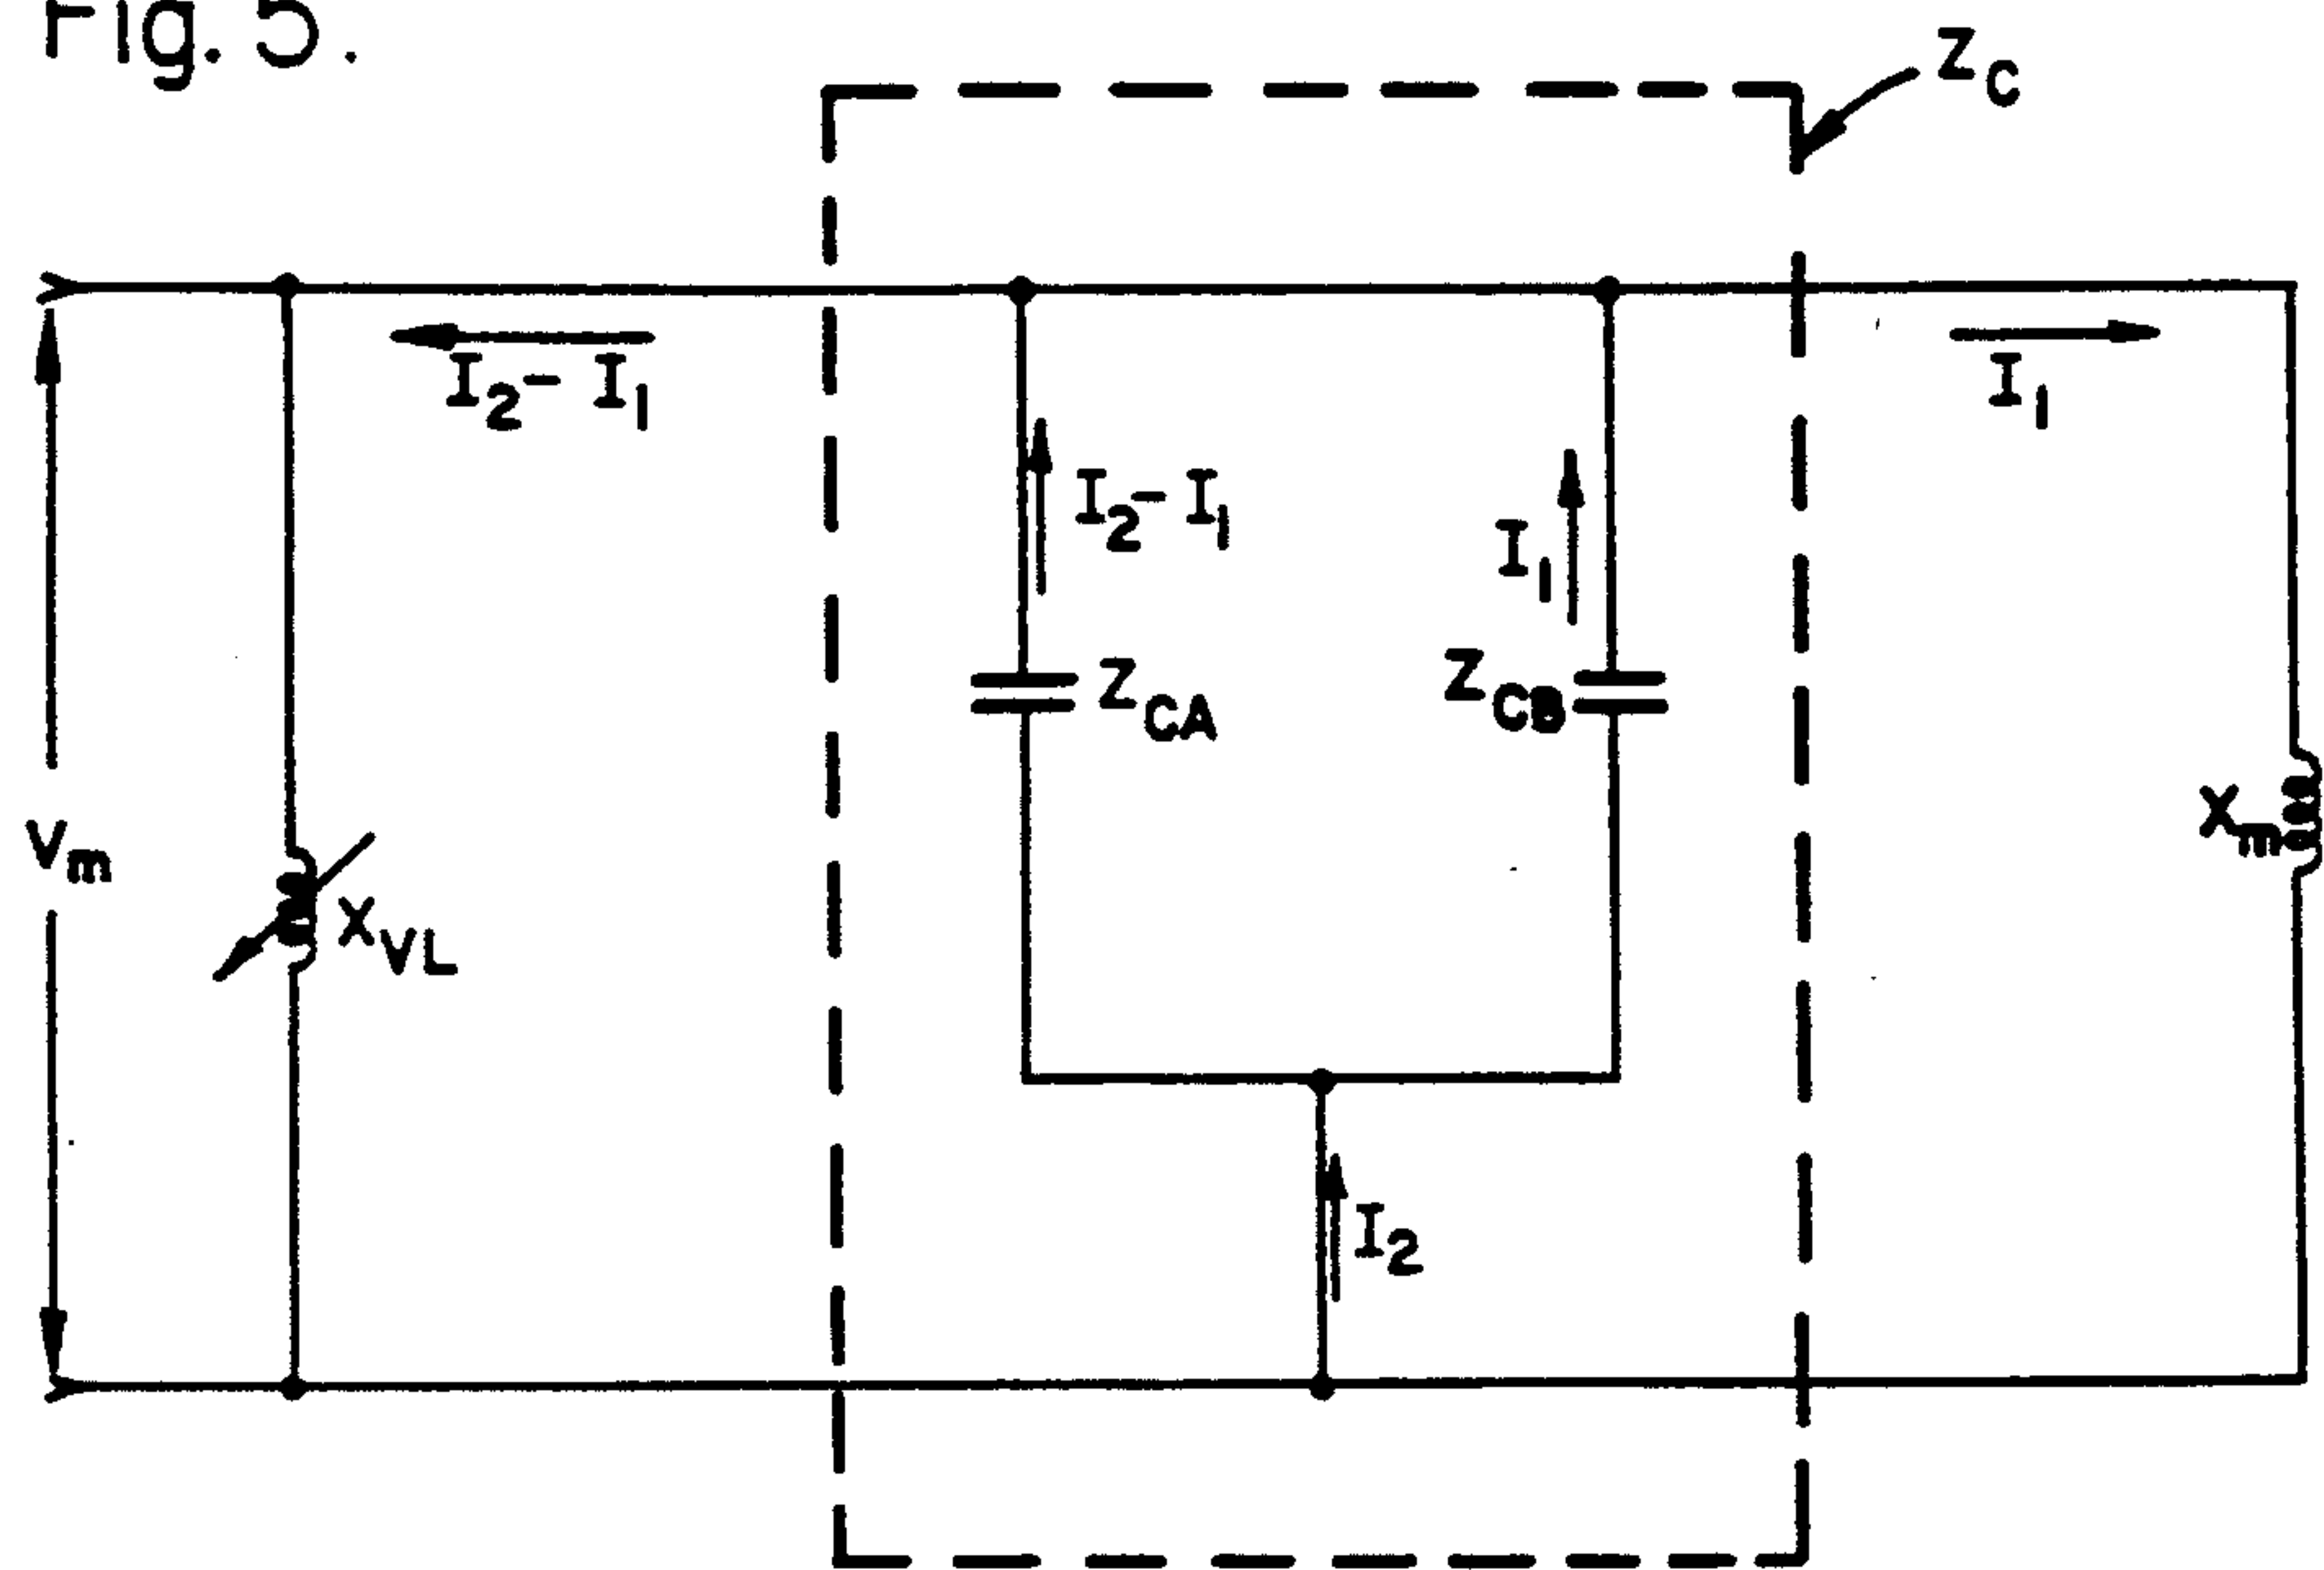 Fig. 5.
Z_C
I_2 - I_1
I_1
I_2 - I_1
I_1
Z_CA
Z_CB
V_m
X_VL
X_m
I_2